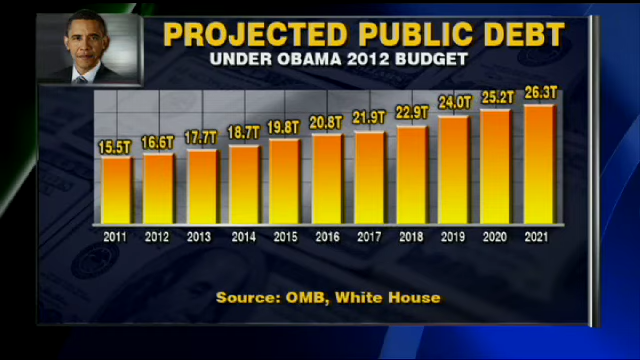 PROJECTED PUBLIC DEBT
UNDER OBAMA 2012 BUDGET
15.5T 16.6T 17.7T 18.7T 19.8T 20.8T 21.9T 22.9T 24.0T 25.2T 26.3T
2011 2012 2013 2014 2015 2016 2017 2018 2019 2020 2021
Source: OMB, White House